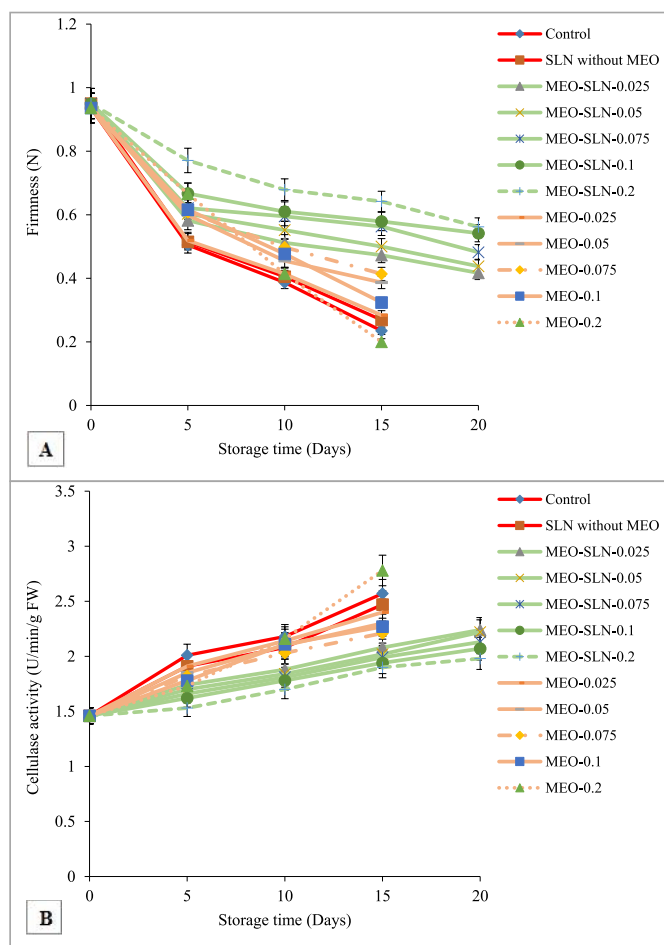 1.2
1
0.8
0.6
0.4
0.2
0
Firmness (N)
0 5 10 15 20
Storage time (Days)
A
Control
SLN without MEO
MEO-SLN-0.025
MEO-SLN-0.05
MEO-SLN-0.075
MEO-SLN-0.1
MEO-SLN-0.2
MEO-0.025
MEO-0.05
MEO-0.075
MEO-0.1
MEO-0.2
3.5
3
2.5
2
1.5
1
0.5
0
Cellulase activity (U/min/g FW)
0 5 10 15 20
Storage time (Days)
B
Control
SLN without MEO
MEO-SLN-0.025
MEO-SLN-0.05
MEO-SLN-0.075
MEO-SLN-0.1
MEO-SLN-0.2
MEO-0.025
MEO-0.05
MEO-0.075
MEO-0.1
MEO-0.2